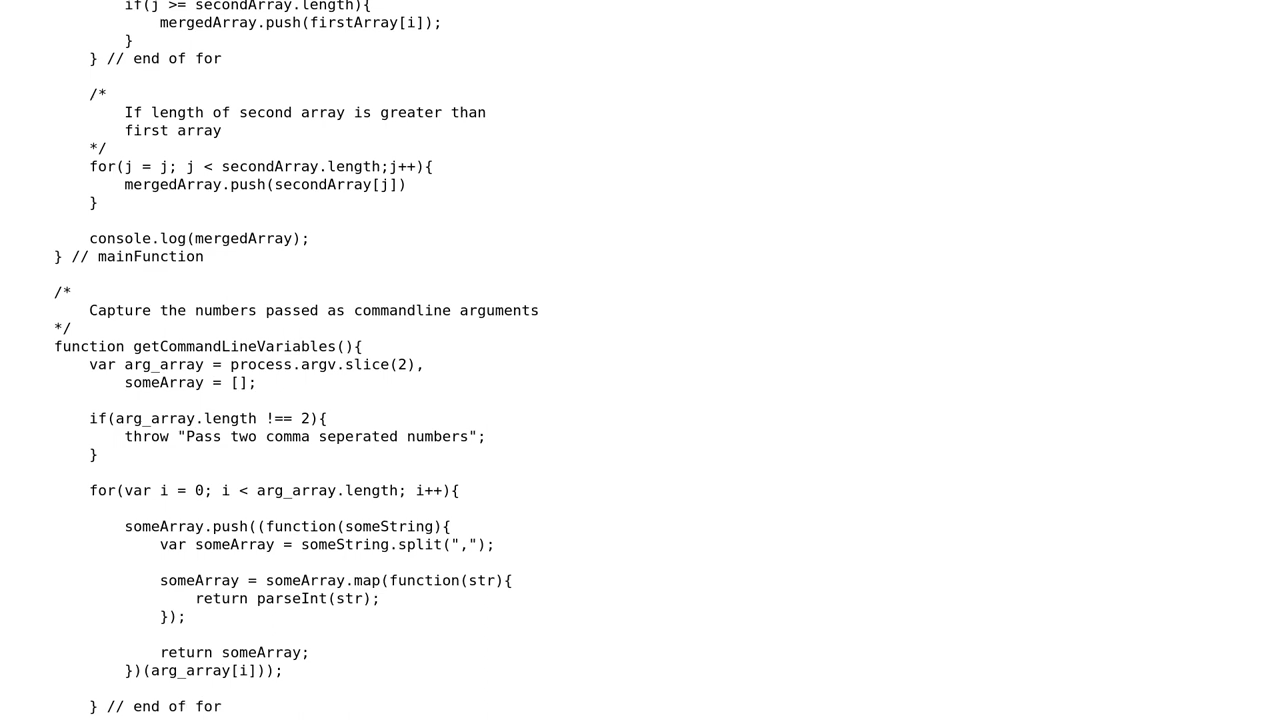 if(j >= secondArray.length){
mergedArray.push(firstArray[i]);
}
} // end of for
/*
If length of second array is greater than
first array
*/
for(j = j; j < secondArray.length;j++){
mergedArray.push(secondArray[j])
}
console.log(mergedArray);
} // mainFunction
/*
Capture the numbers passed as commandline arguments
*/
function getCommandLineVariables(){
var arg_array = process.argv.slice(2),
someArray = [];
if(arg_array.length !== 2){
throw "Pass two comma seperated numbers";
}
for(var i = 0; i < arg_array.length; i++){
someArray.push((function(someString){
var someArray = someString.split(",");
someArray = someArray.map(function(str){
return parseInt(str);
});
return someArray;
})(arg_array[i]));
} // end of for